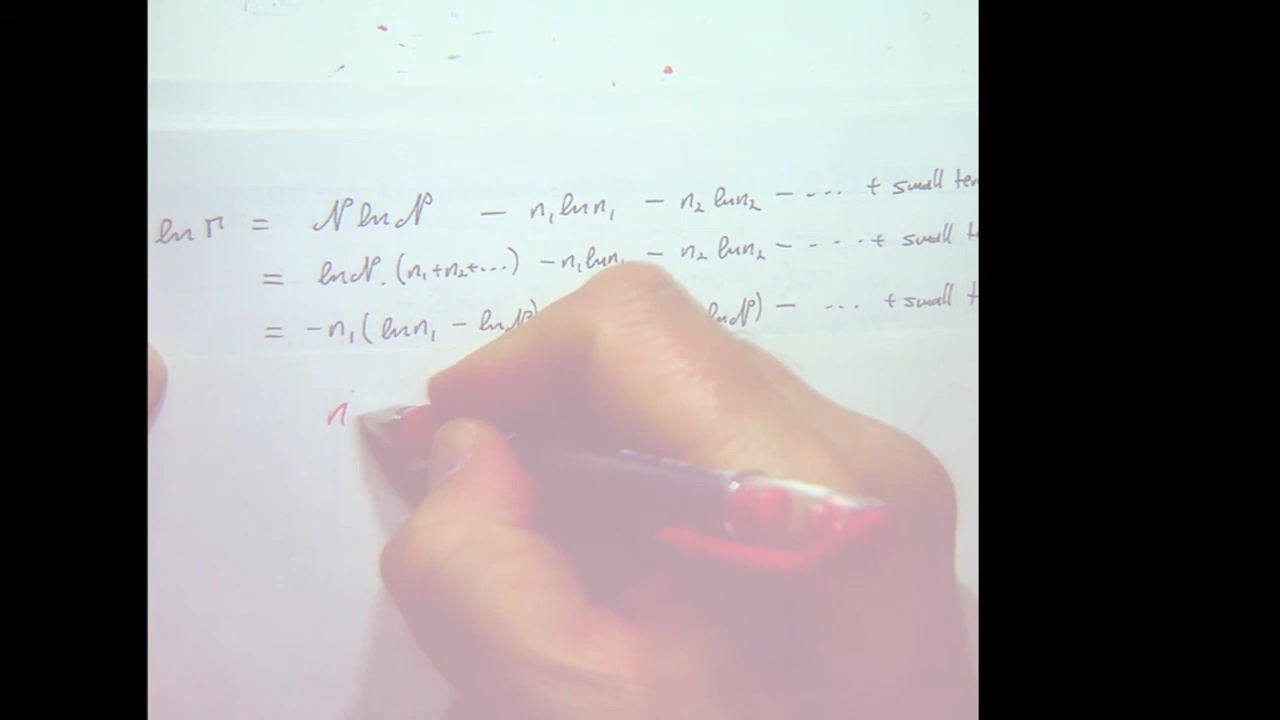 ln Γ = 𝒩 ln 𝒩 − n₁ ln n₁ − n₂ ln n₂ − ... + small
= ln 𝒩 · (n₁ + n₂ + ...) − n₁ ln n₁ − n₂ ln n₂ − .... + small
= − n₁ ( ln n₁ − ln 𝒩) ln 𝒩) − ... + small
n